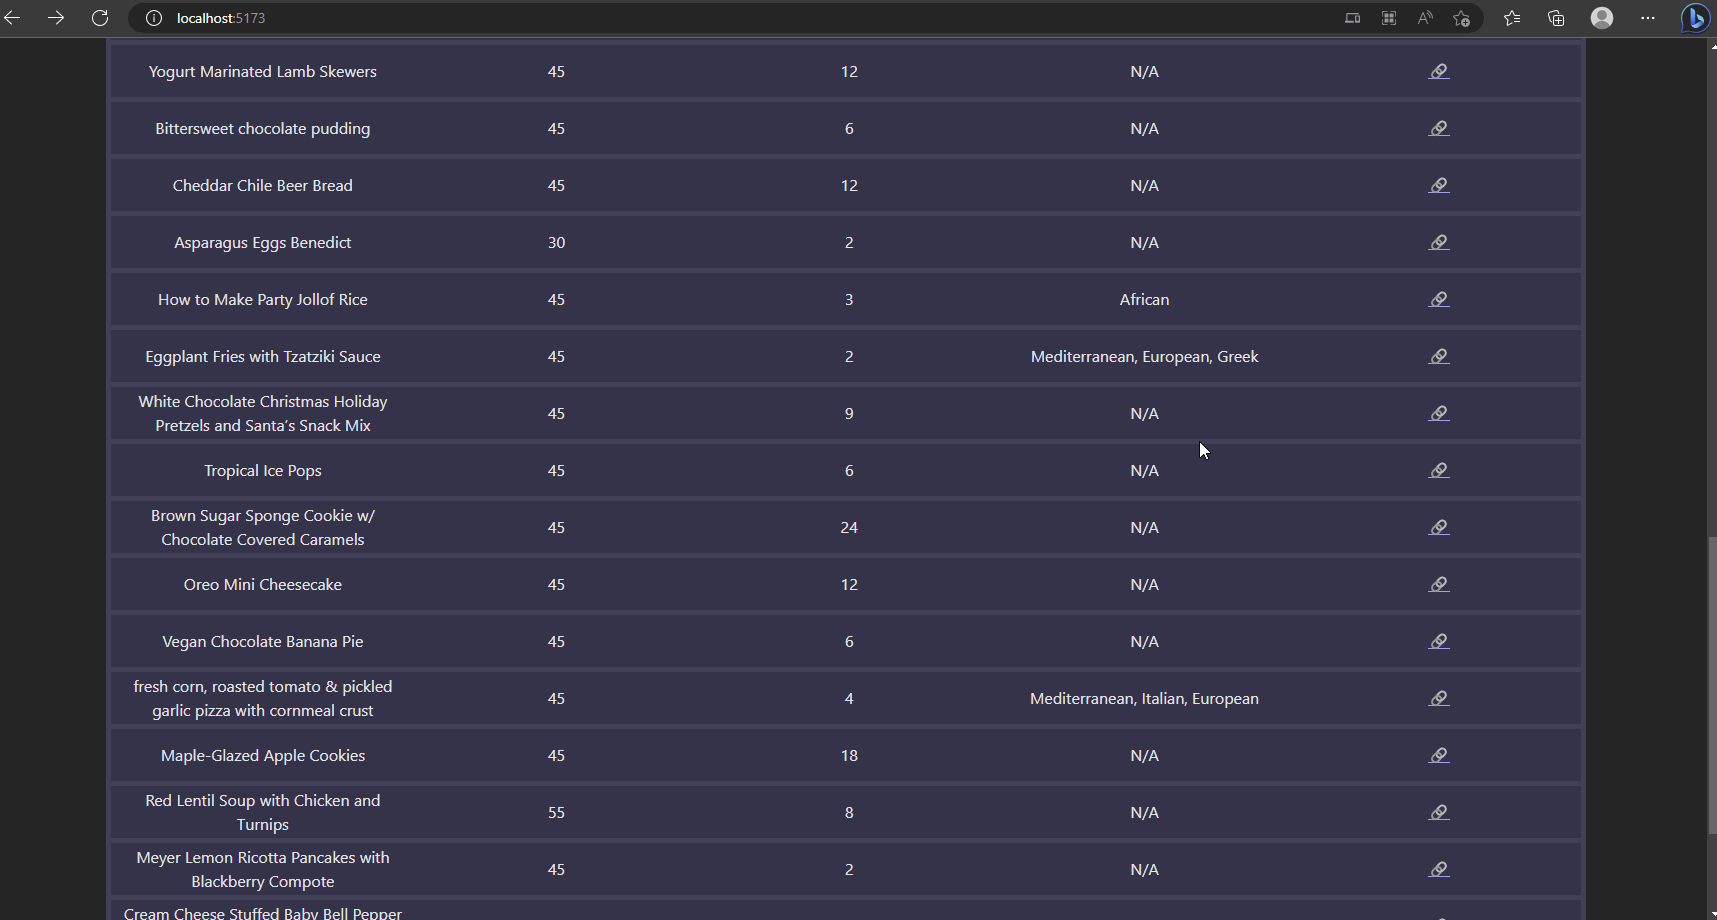 localhost:5173
Yogurt Marinated Lamb Skewers 45 12 N/A
Bittersweet chocolate pudding 45 6 N/A
Cheddar Chile Beer Bread 45 12 N/A
Asparagus Eggs Benedict 30 2 N/A
How to Make Party Jollof Rice 45 3 African
Eggplant Fries with Tzatziki Sauce 45 2 Mediterranean, European, Greek
White Chocolate Christmas Holiday
Pretzels and Santa's Snack Mix 45 9 N/A
Tropical Ice Pops 45 6 N/A
Brown Sugar Sponge Cookie w/
Chocolate Covered Caramels 45 24 N/A
Oreo Mini Cheesecake 45 12 N/A
Vegan Chocolate Banana Pie 45 6 N/A
fresh corn, roasted tomato & pickled
garlic pizza with cornmeal crust 45 4 Mediterranean, Italian, European
Maple-Glazed Apple Cookies 45 18 N/A
Red Lentil Soup with Chicken and
Turnips 55 8 N/A
Meyer Lemon Ricotta Pancakes with
Blackberry Compote 45 2 N/A
Cream Cheese Stuffed Baby Bell Pepper